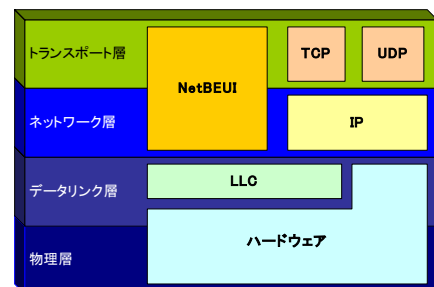 トランスポート層
TCP
UDP
NetBEUI
ネットワーク層
IP
データリンク層
LLC
ハードウェア
物理層